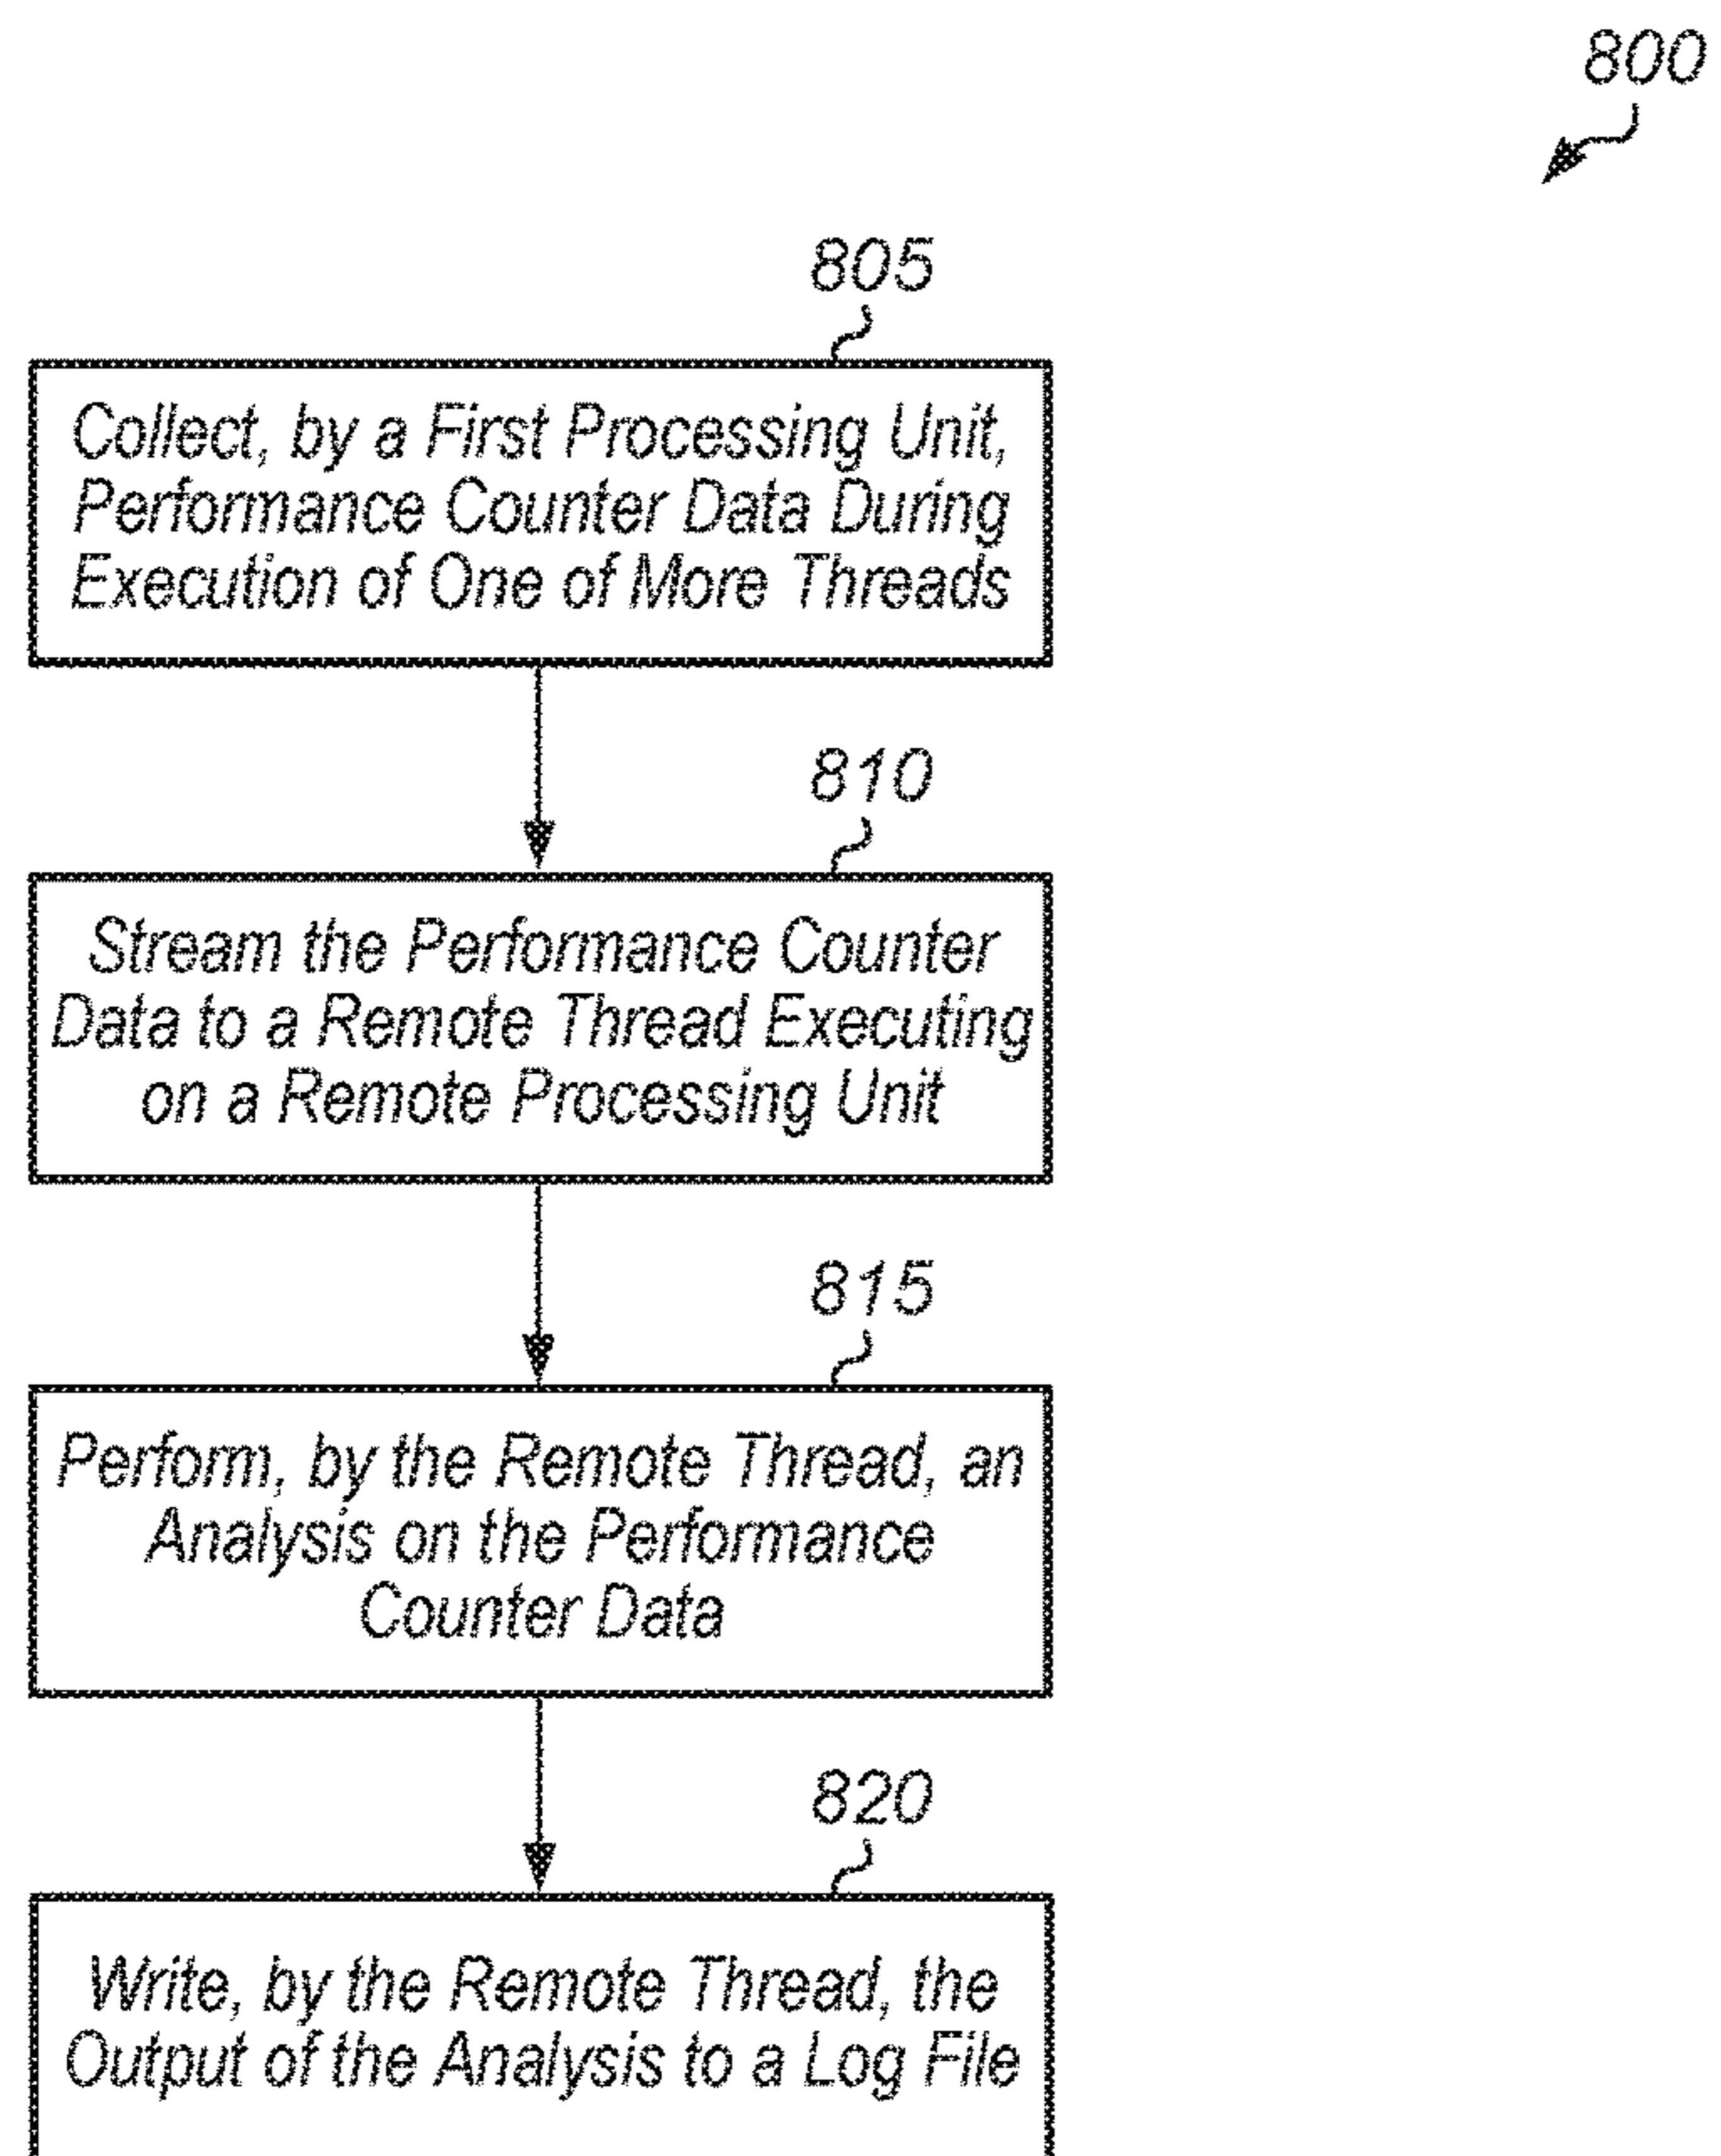 800
805
Collect, by a First Processing Unit,
Performance Counter Data During
Execution of One of More Threads
810
Stream the Performance Counter
Data to a Remote Thread Executing
on a Remote Processing Unit
815
Perform, by the Remote Thread, an
Analysis on the Performance
Counter Data
820
Write, by the Remote Thread, the
Output of the Analysis to a Log File